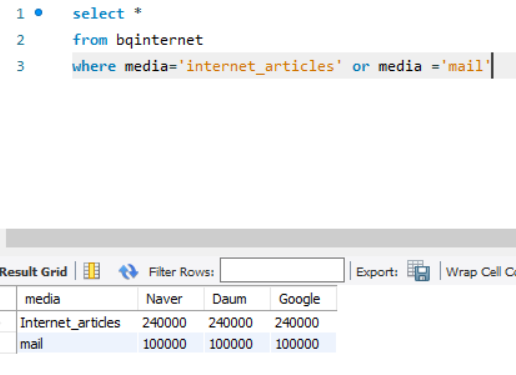 1 select *
2 from bqinternet
3 where media='internet_articles' or media ='mail'
Result Grid Filter Rows: Export: Wrap Cell Co
media Naver Daum Google
Internet_articles 240000 240000 240000
mail 100000 100000 100000